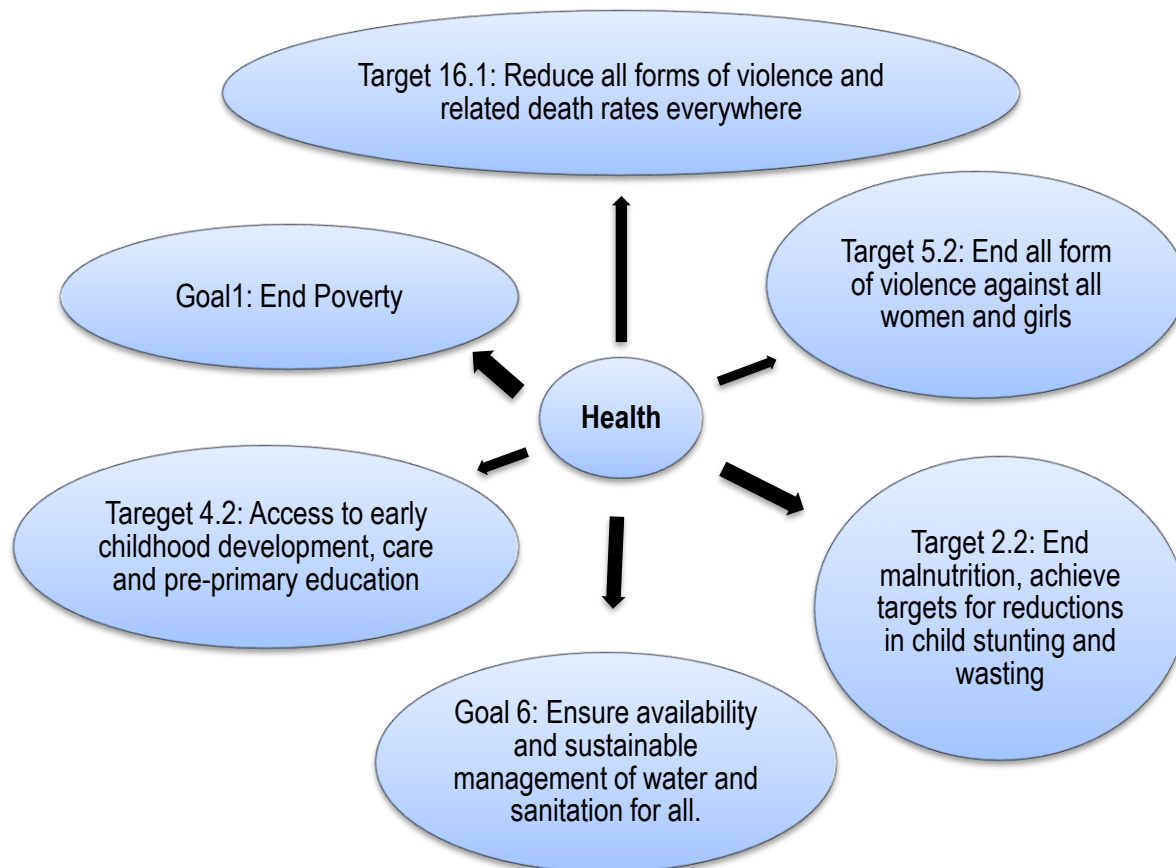 Target 16.1: Reduce all forms of violence and
related death rates everywhere
Target 5.2: End all form
of violence against all
women and girls
Goal1: End Poverty
Health
Tareget 4.2: Access to early
childhood development, care
and pre-primary education
Target 2.2: End
malnutrition, achieve
targets for reductions
in child stunting and
wasting
Goal 6: Ensure availability
and sustainable
management of water and
sanitation for all.